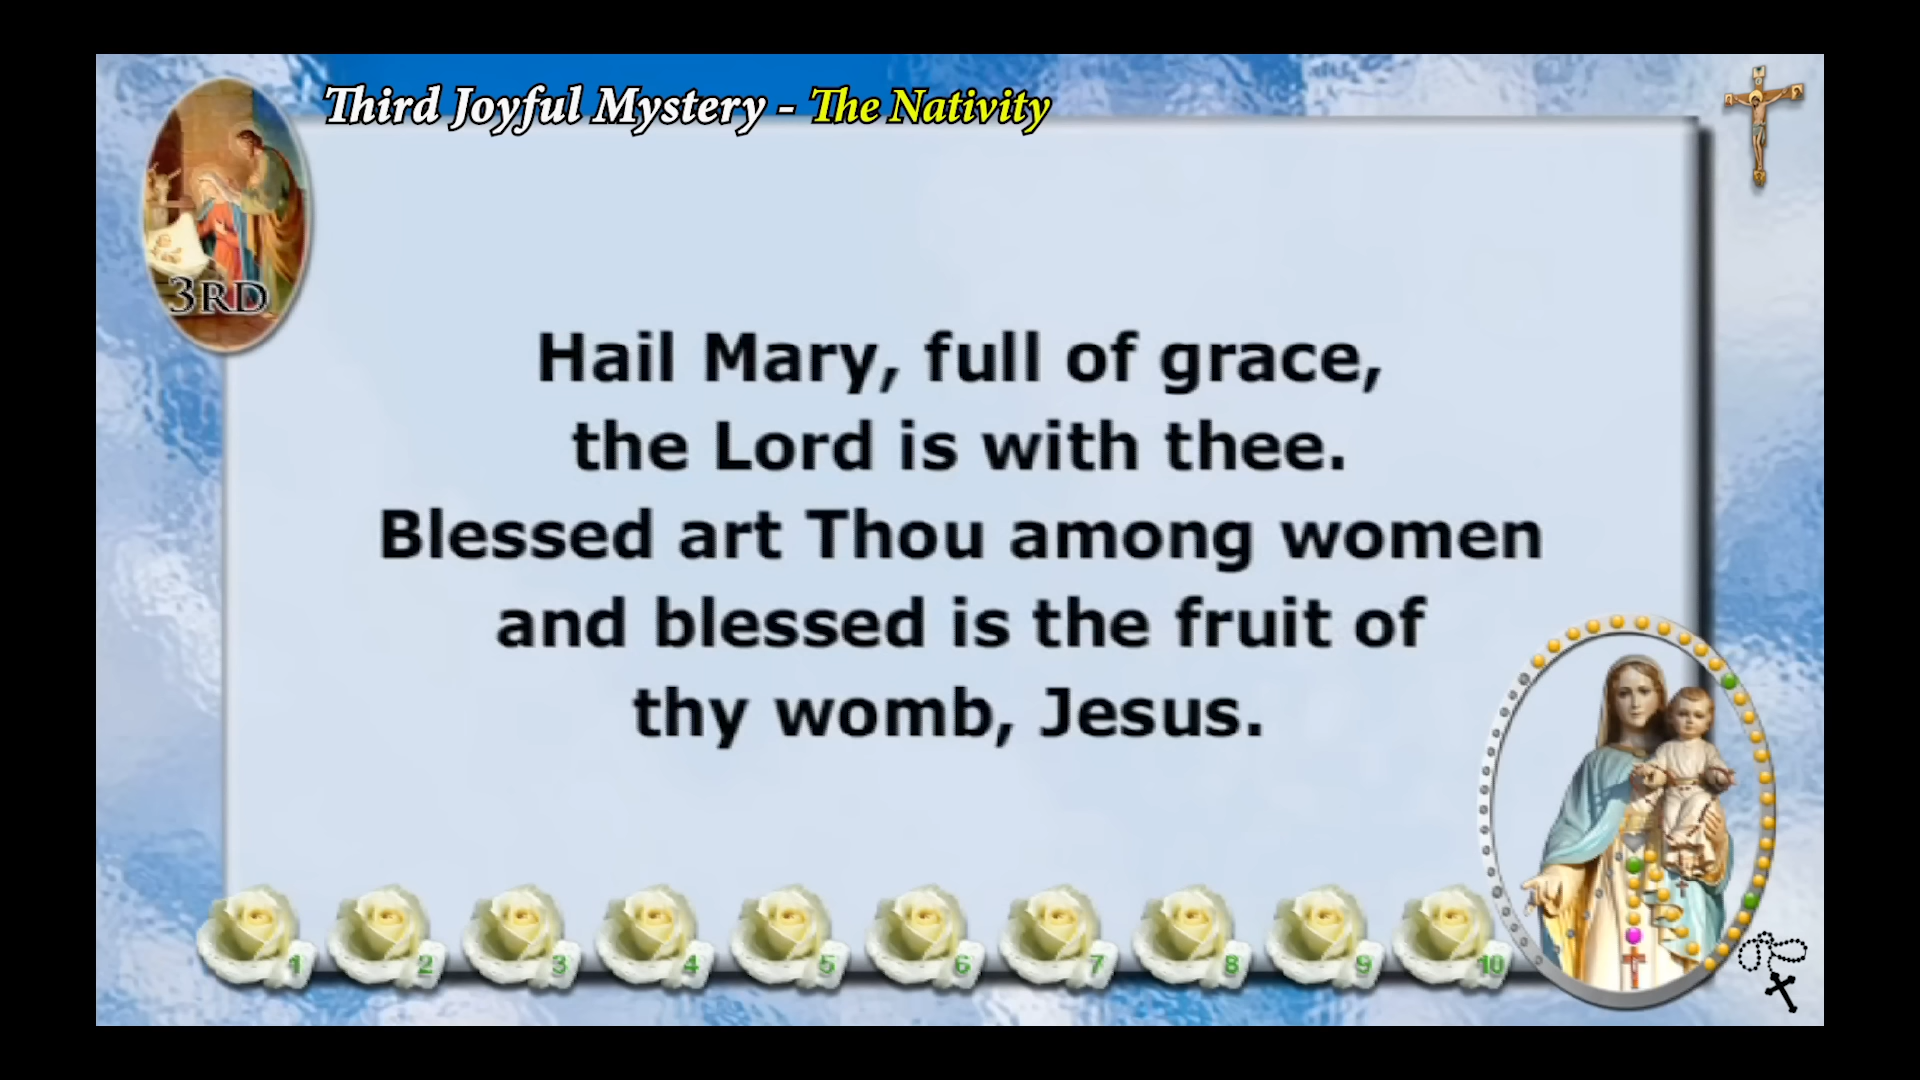 Third Joyful Mystery - The Nativity
3RD
Hail Mary, full of grace,
the Lord is with thee.
Blessed art Thou among women
and blessed is the fruit of
thy womb, Jesus.
1 2 3 4 5 6 7 8 9 10